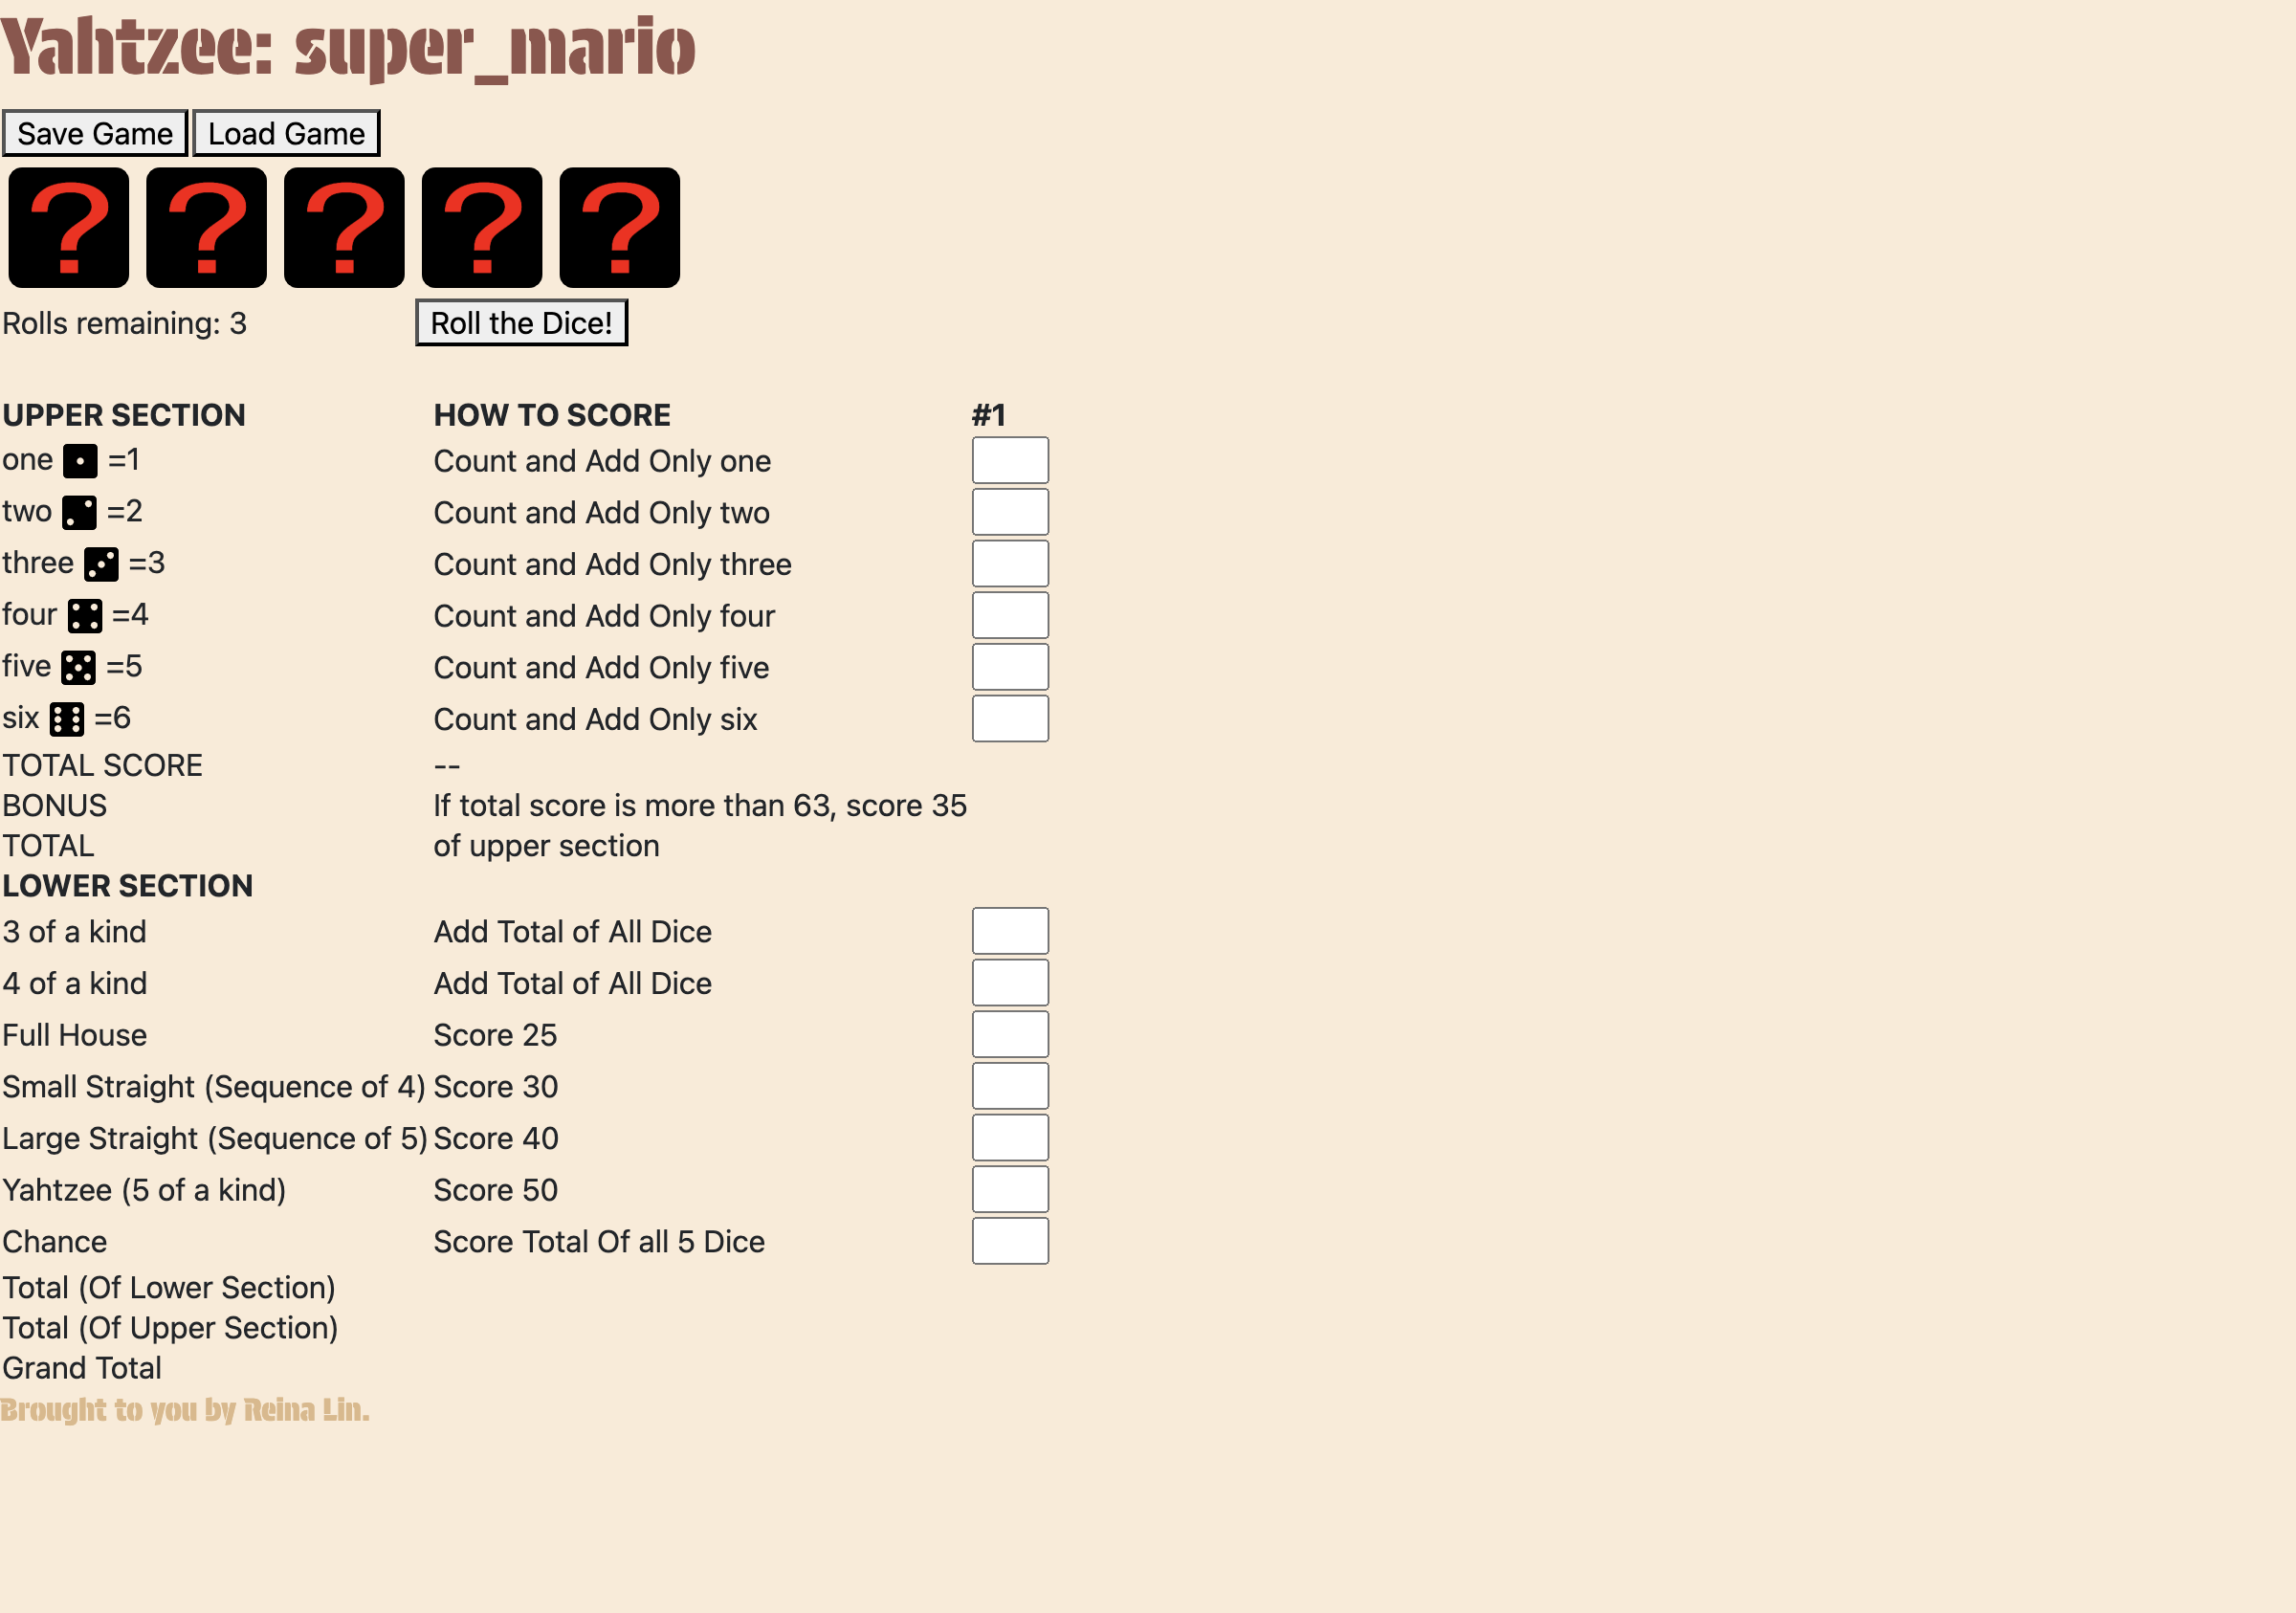 Yahtzee: super_mario
Save Game Load Game
? ? ? ? ?
Rolls remaining: 3 Roll the Dice!
UPPER SECTION HOW TO SCORE #1
one =1 Count and Add Only one
two =2 Count and Add Only two
three =3 Count and Add Only three
four =4 Count and Add Only four
five =5 Count and Add Only five
six =6 Count and Add Only six
TOTAL SCORE --
BONUS If total score is more than 63, score 35
TOTAL of upper section
LOWER SECTION
3 of a kind Add Total of All Dice
4 of a kind Add Total of All Dice
Full House Score 25
Small Straight (Sequence of 4) Score 30
Large Straight (Sequence of 5) Score 40
Yahtzee (5 of a kind) Score 50
Chance Score Total Of all 5 Dice
Total (Of Lower Section)
Total (Of Upper Section)
Grand Total
Brought to you by Reina Lin.